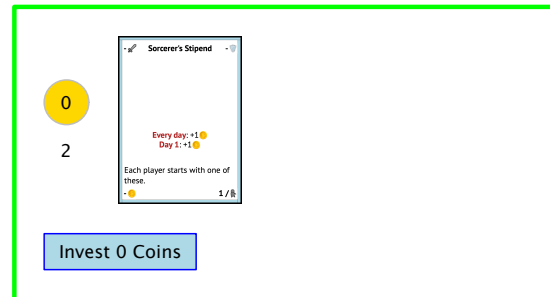 - Sorcerer's Stipend -
0
2
Every day: +1
Day 1: +1
Each player starts with one of
these.
- 1 /
Invest 0 Coins